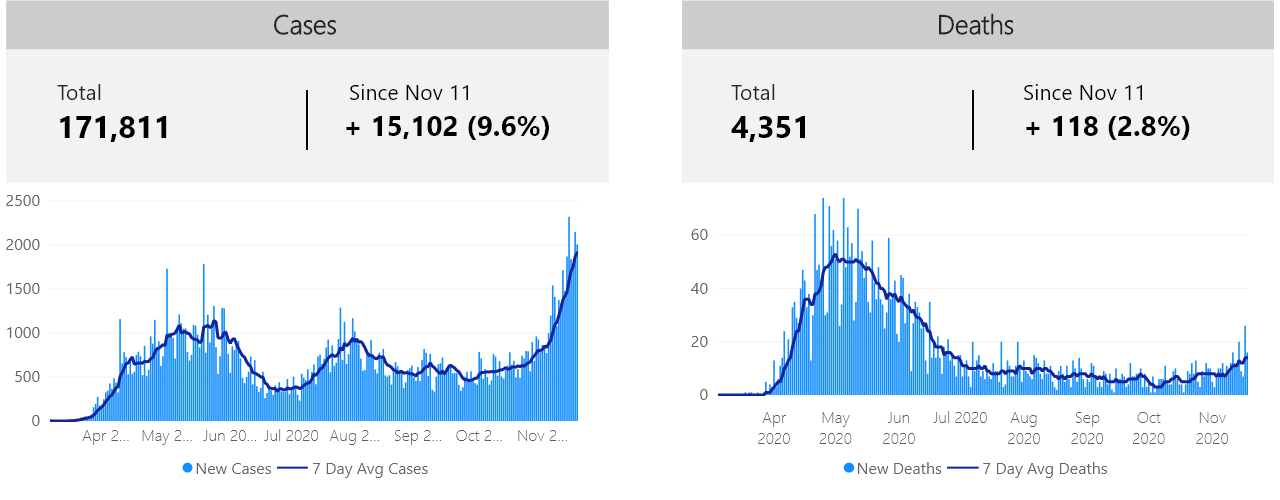 Cases
Total
171,811
Since Nov 11
+ 15,102 (9.6%)
2500
2000
1500
1000
500
0
Apr 2... May 2... Jun 20... Jul 2020 Aug 2... Sep 2... Oct 2... Nov 2...
New Cases 7 Day Avg Cases
Deaths
Total
4,351
Since Nov 11
+ 118 (2.8%)
60
40
20
0
Apr 2020 May 2020 Jun 2020 Jul 2020 Aug 2020 Sep 2020 Oct 2020 Nov 2020
New Deaths 7 Day Avg Deaths